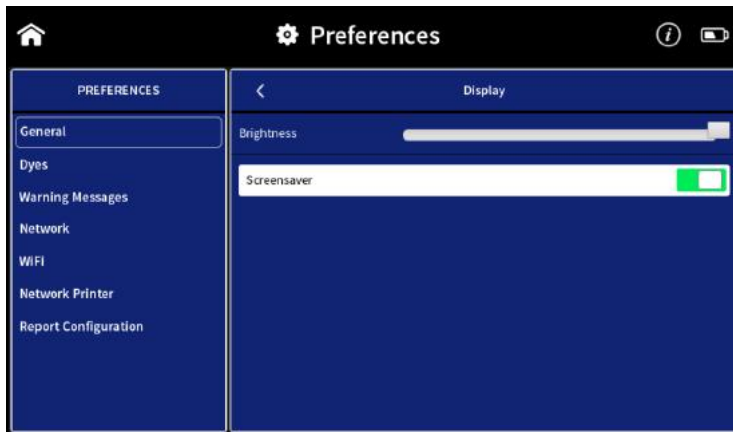 Preferences
i
PREFERENCES
General
Dyes
Warning Messages
Network
WiFi
Network Printer
Report Configuration
Display
Brightness
Screensaver